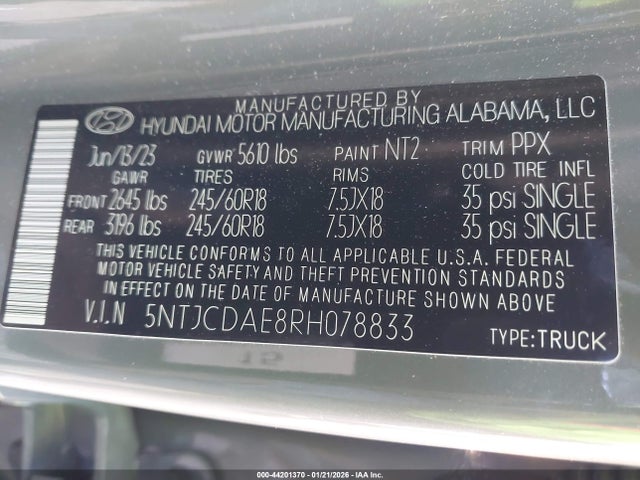 MANUFACTURED BY
HYUNDAI MOTOR MANUFACTURING ALABAMA, LLC
Jun/13/23 GVWR 5610 lbs PAINT NT2 TRIM PPX
GAWR TIRES RIMS COLD TIRE INFL
FRONT 2645 lbs 245/60R18 7.5JX18 35 psi SINGLE
REAR 3196 lbs 245/60R18 7.5JX18 35 psi SINGLE
THIS VEHICLE CONFORMS TO ALL APPLICABLE U.S.A. FEDERAL
MOTOR VEHICLE SAFETY AND THEFT PREVENTION STANDARDS
IN EFFECT ON THE DATE OF MANUFACTURE SHOWN ABOVE.
V.I.N 5NTJCDAE8RH078833 TYPE:TRUCK
000-44201370 - 01/21/2026 - IAA Inc.